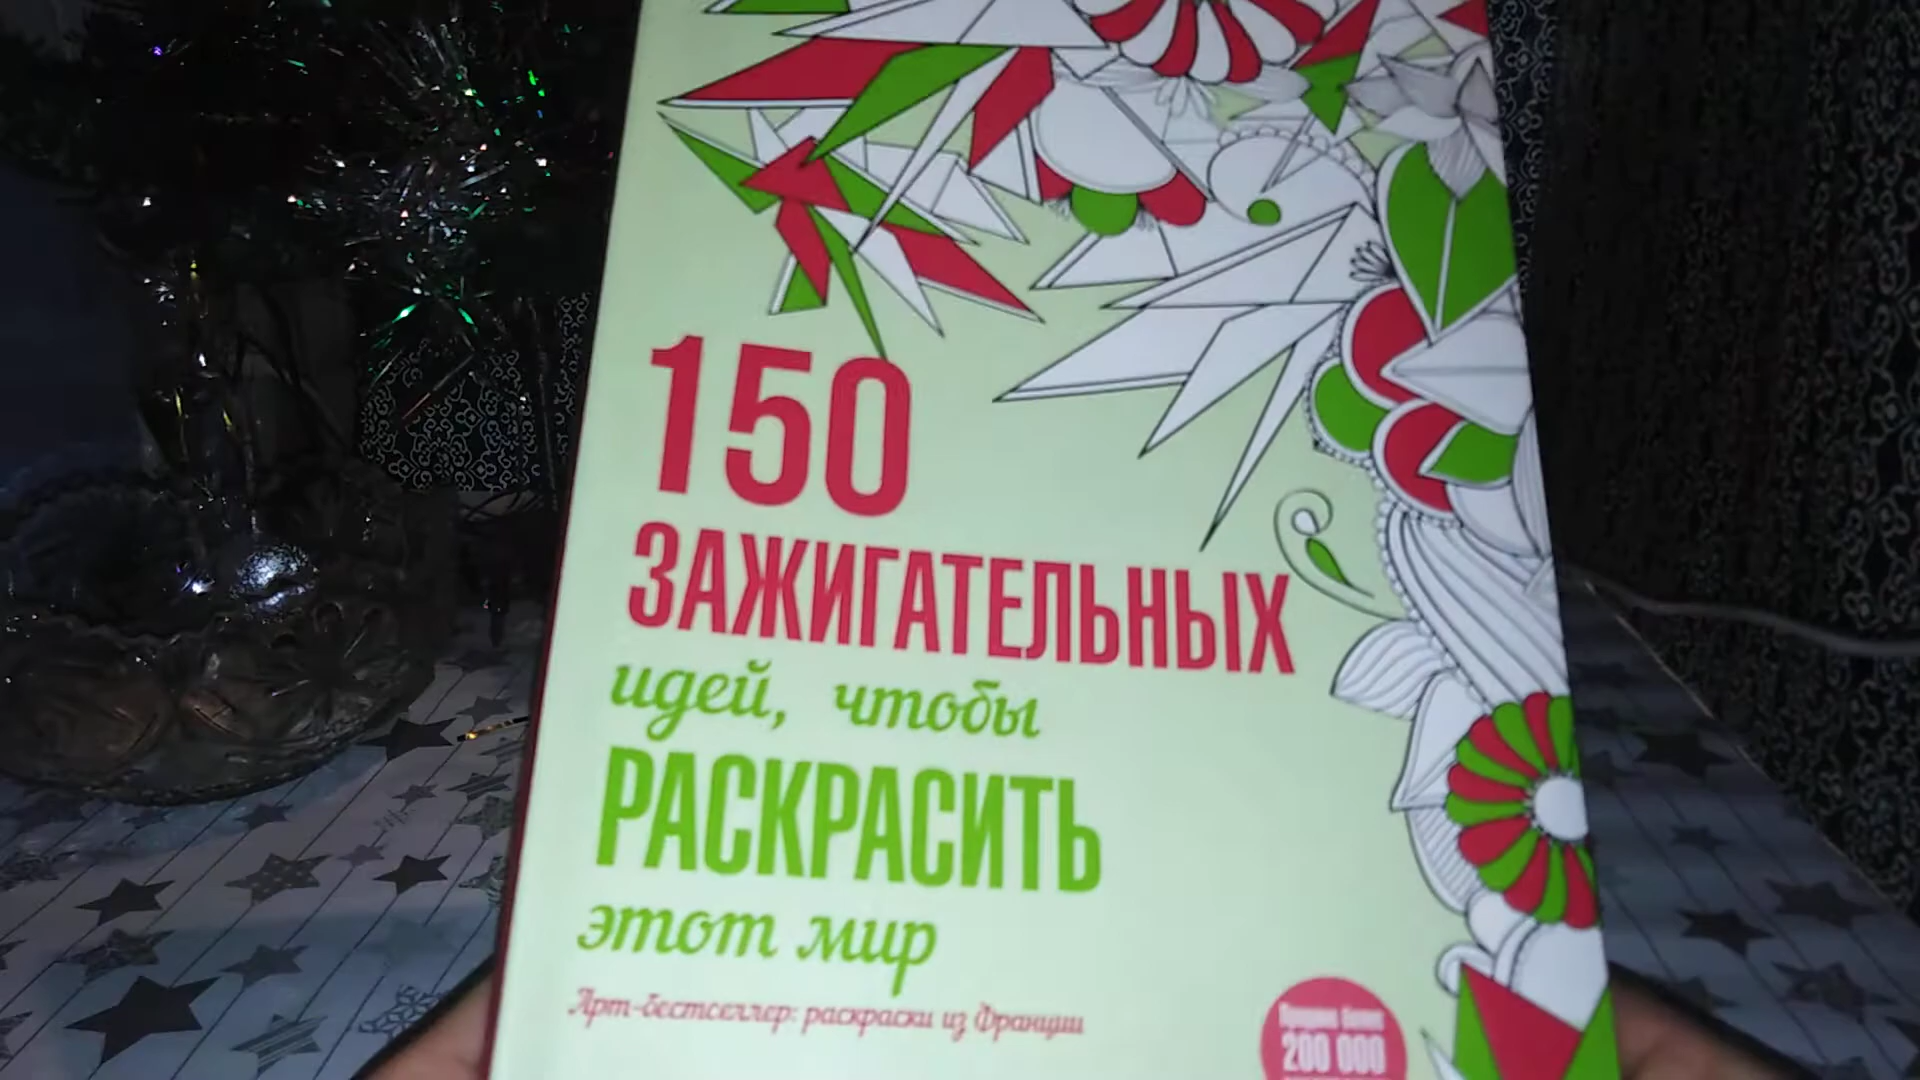 150
ЗАЖИГАТЕЛЬНЫХ
идей, чтобы
РАСКРАСИТЬ
этот мир
Арт-бестселлер: раскраски из Франции
200 000